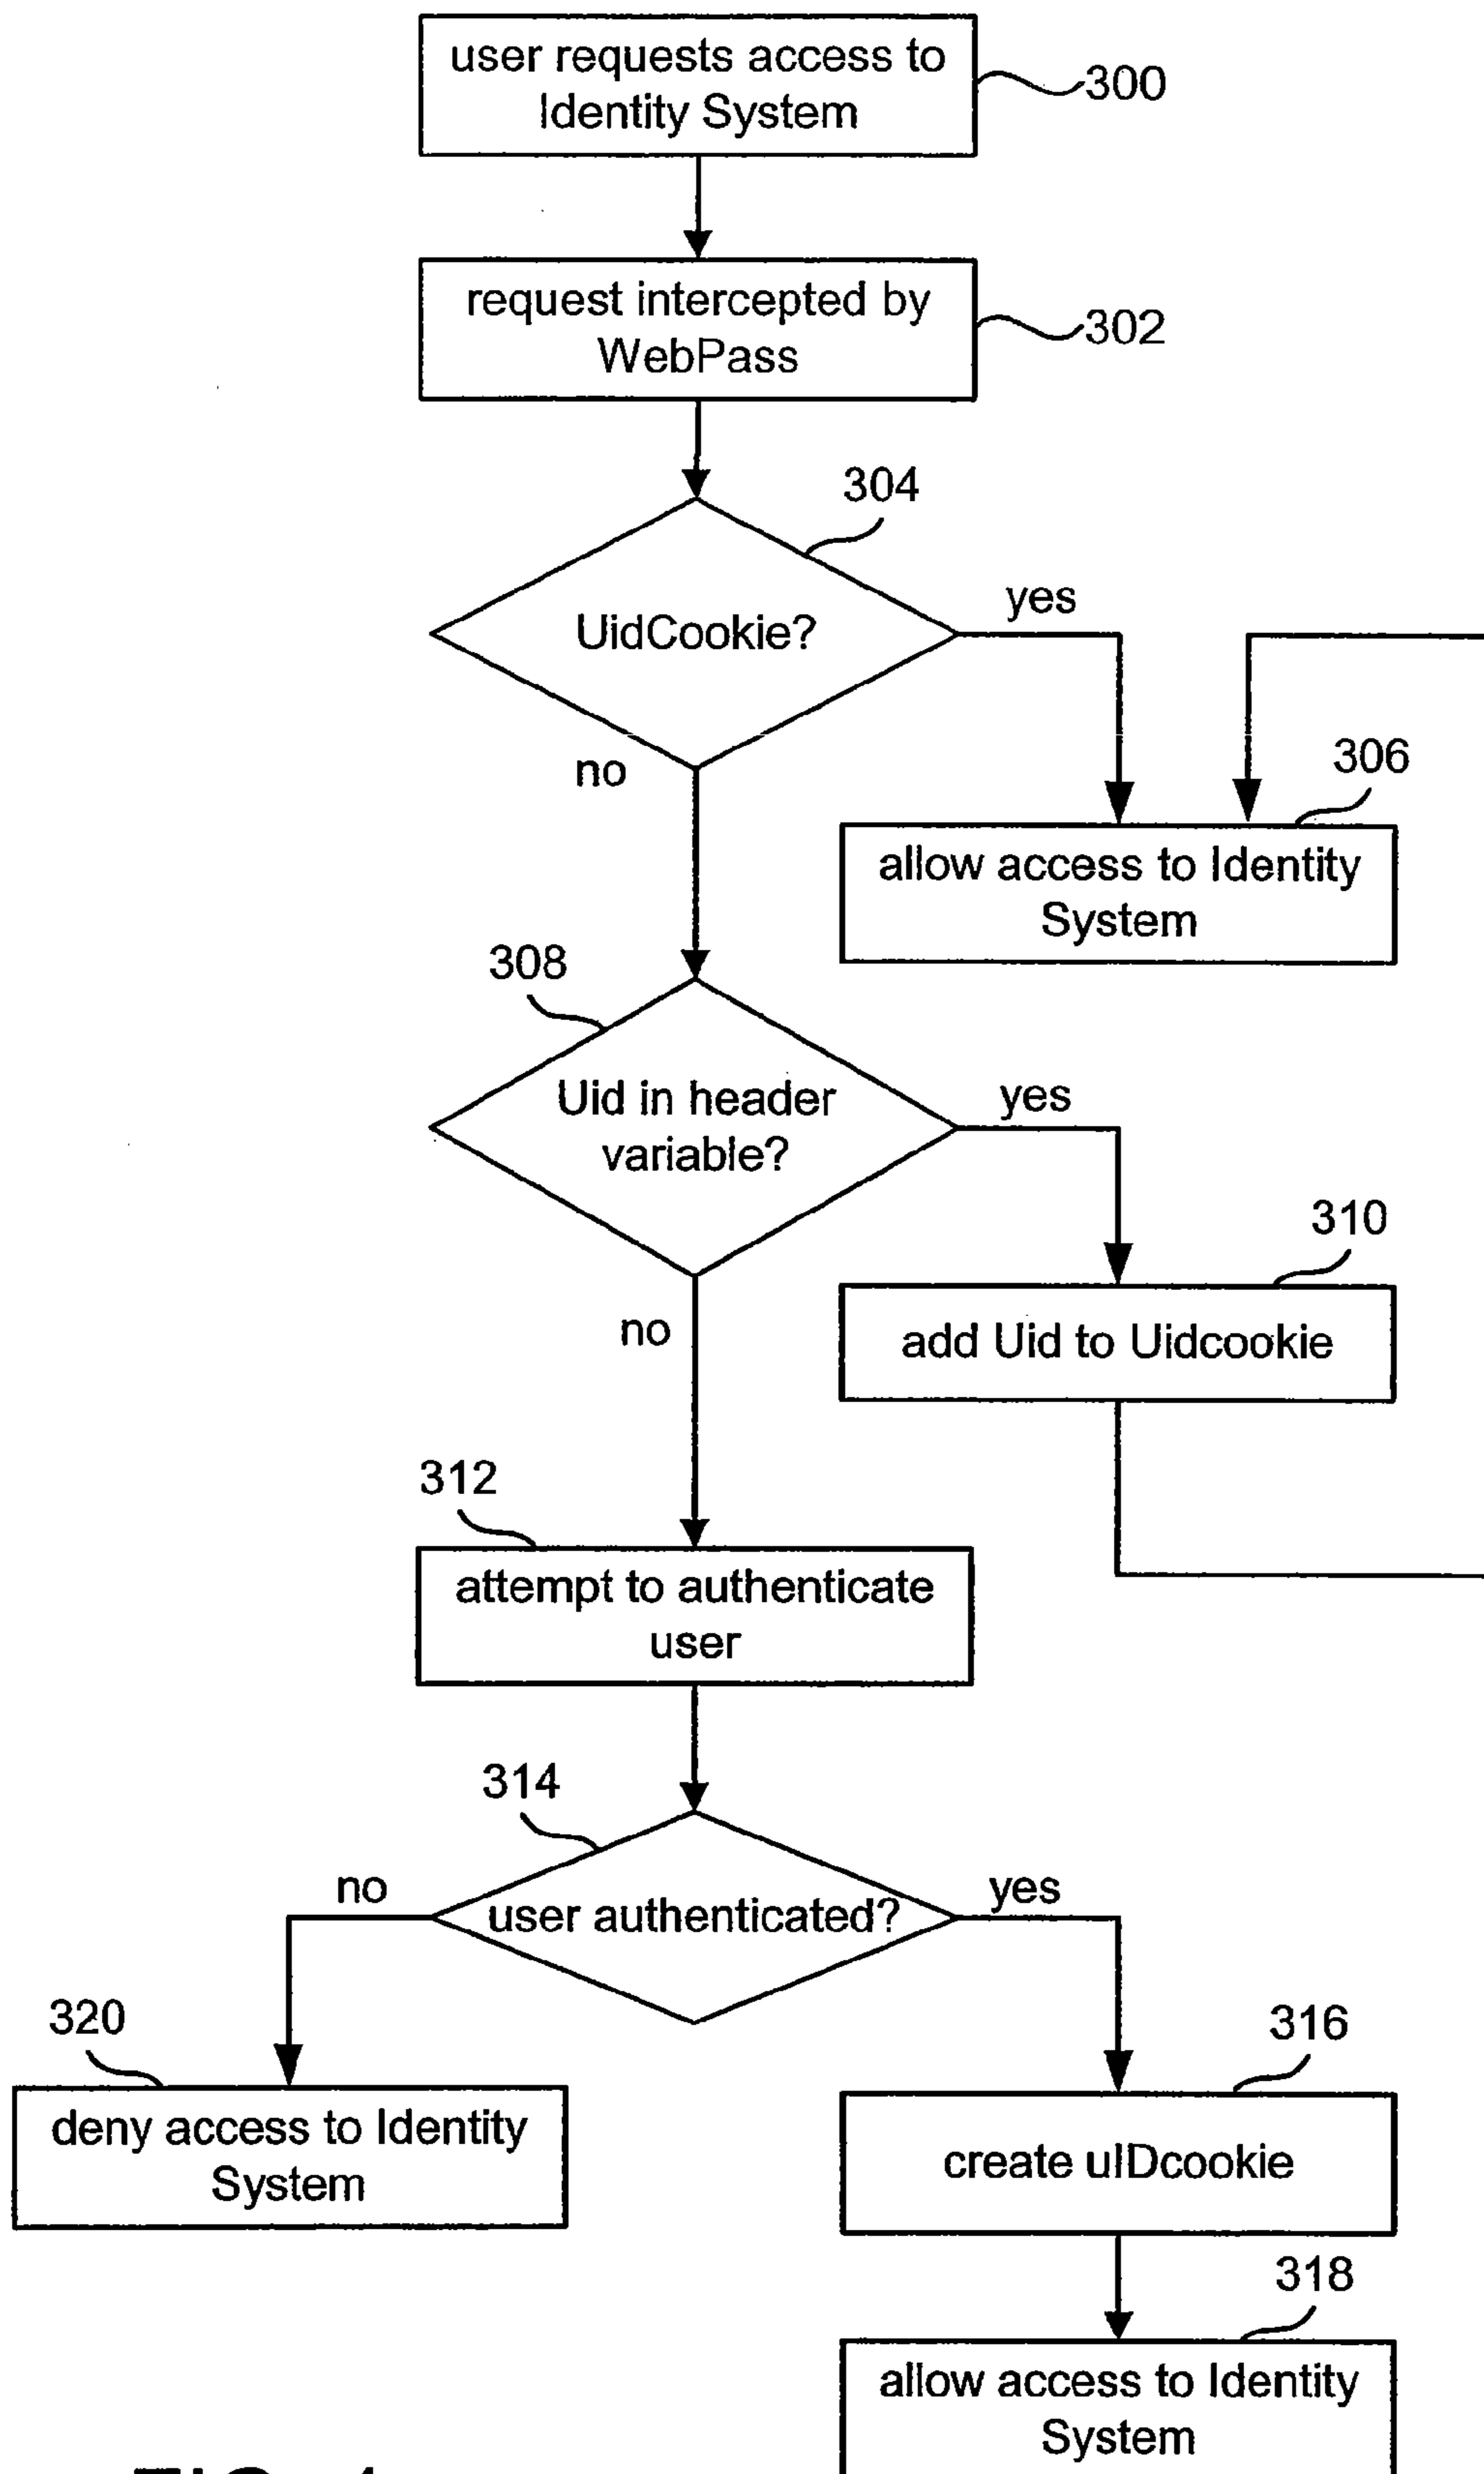 user requests access to
Identity System
300
request intercepted by
WebPass
302
304
UidCookie?
yes
no
306
allow access to Identity
System
308
Uid in header
variable?
yes
no
310
add Uid to Uidcookie
312
attempt to authenticate
user
314
user authenticated?
no
yes
320
deny access to Identity
System
316
create uIDcookie
318
allow access to Identity
System